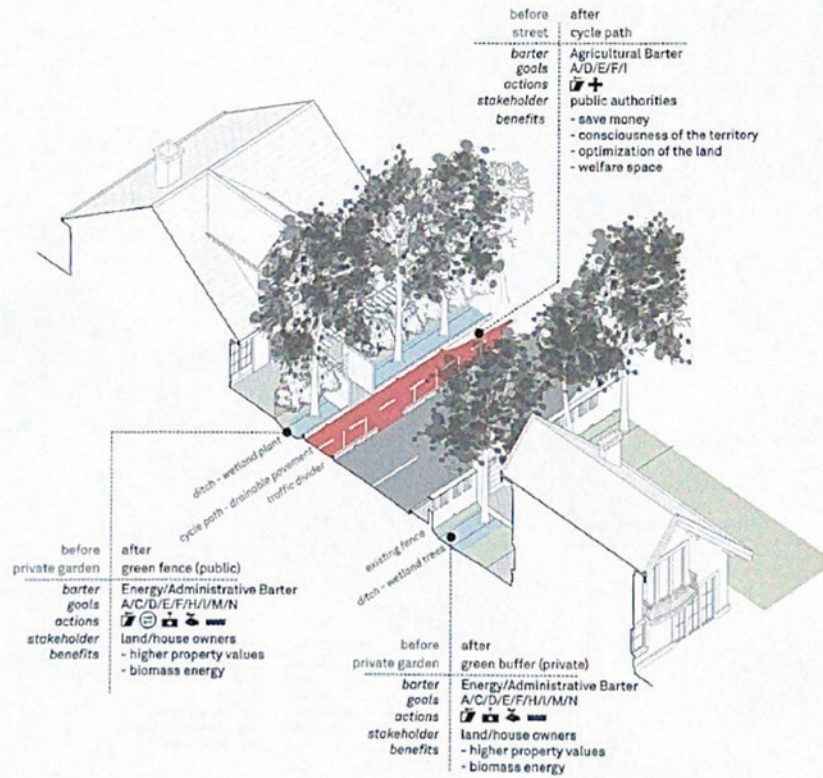 before after
street cycle path
barter Agricultural Barter
goals A/D/E/F/I
actions
stakeholder public authorities
benefits - save money
- consciousness of the territory
- optimization of the land
- welfare space
ditch - wetland plant
cycle path - drainable pavement
traffic divider
existing fence
ditch - wetland trees
before after
private garden green fence (public)
barter Energy/Administrative Barter
goals A/C/D/E/F/H/I/M/N
actions
stakeholder land/house owners
benefits - higher property values
- biomass energy
before after
private garden green buffer (private)
barter Energy/Administrative Barter
goals A/C/D/E/F/H/I/M/N
actions
stakeholder land/house owners
benefits - higher property values
- biomass energy